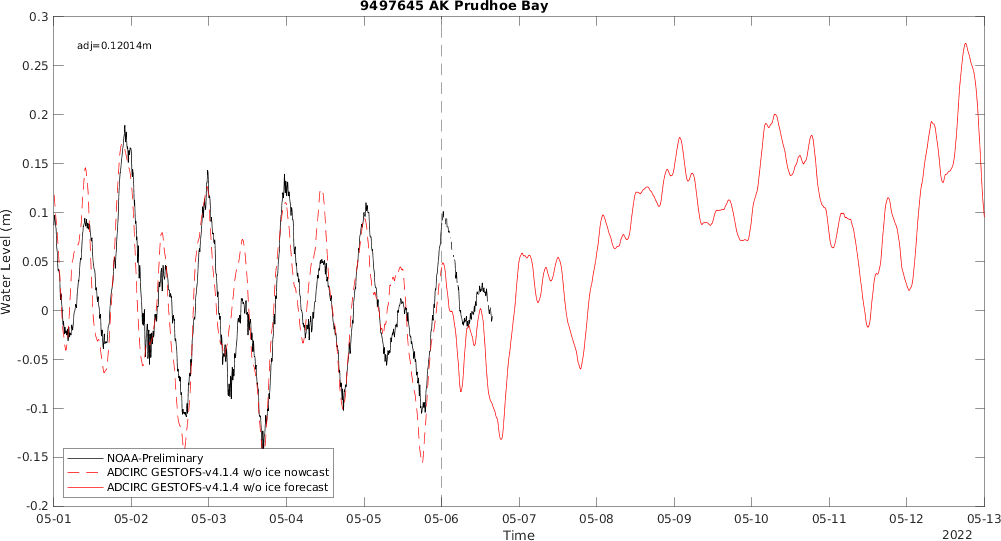 9497645 AK Prudhoe Bay
adj=0.12014m
Water Level (m)
0.3
0.25
0.2
0.15
0.1
0.05
0
-0.05
-0.1
-0.15
-0.2
NOAA-Preliminary
ADCIRC GESTOFS-v4.1.4 w/o ice nowcast
ADCIRC GESTOFS-v4.1.4 w/o ice forecast
05-01 05-02 05-03 05-04 05-05 05-06 05-07 05-08 05-09 05-10 05-11 05-12 05-13
Time
2022